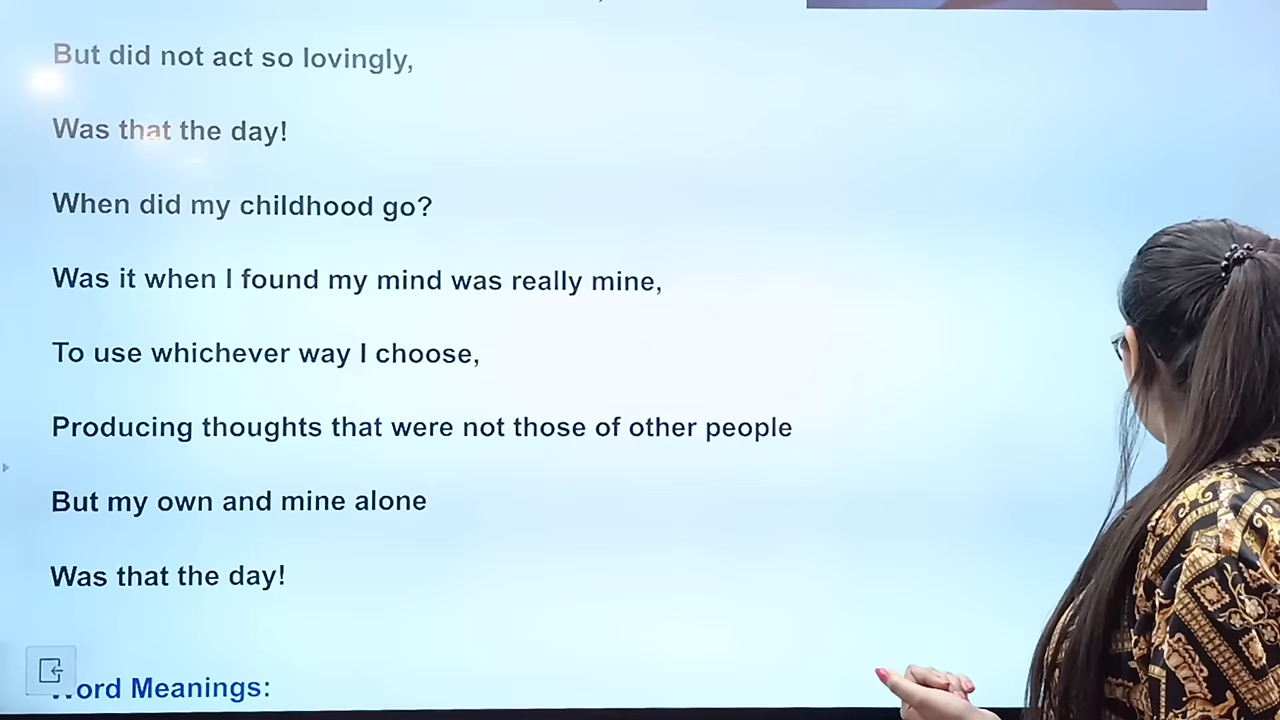 But did not act so lovingly,
Was that the day!
When did my childhood go?
Was it when I found my mind was really mine,
To use whichever way I choose,
Producing thoughts that were not those of other people
But my own and mine alone
Was that the day!
Word Meanings: